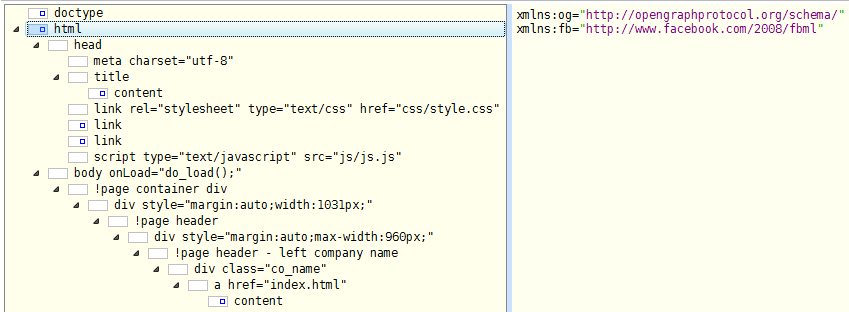 doctype
html
head
meta charset="utf-8"
title
content
link rel="stylesheet" type="text/css" href="css/style.css"
link
link
script type="text/javascript" src="js/js.js"
body onLoad="do_load();"
!page container div
div style="margin:auto;width:1031px;"
!page header
div style="margin:auto;max-width:960px;"
!page header - left company name
div class="co_name"
a href="index.html"
content
xmlns:og="http://opengraphprotocol.org/schema/"
xmlns:fb="http://www.facebook.com/2008/fbml"